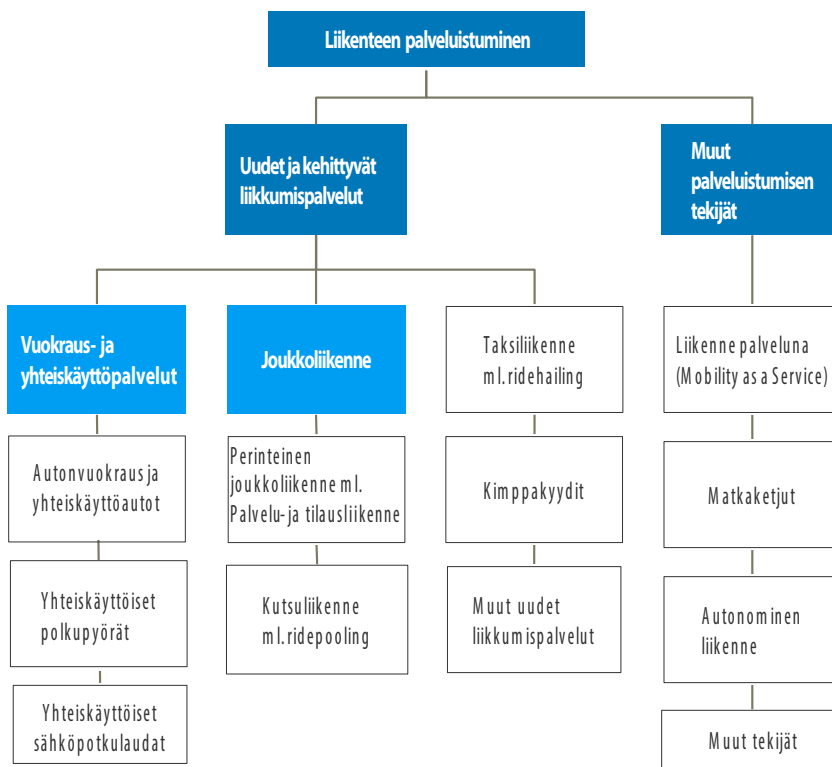 Liikenteen palveluistuminen
Uudet ja kehittyvät
liikkumispalvelut
Muut
palveluistumisen
tekijät
Vuokraus- ja
yhteiskäyttöpalvelut
Joukkoliikenne
Taksiliikenne
ml. ridehailing
Liikenne palveluna
(Mobility as a Service)
Autonvuokraus ja
yhteiskäyttöautot
Perinteinen
joukkoliikenne ml.
Palvelu- ja tilausliikenne
Kimppakyydit
Matkaketjut
Yhteiskäyttöiset
polkupyörät
Kutsuliikenne
ml. ridepooling
Muut uudet
liikkumispalvelut
Autonominen
liikenne
Yhteiskäyttöiset
sähköpotkulaudat
Muut tekijät